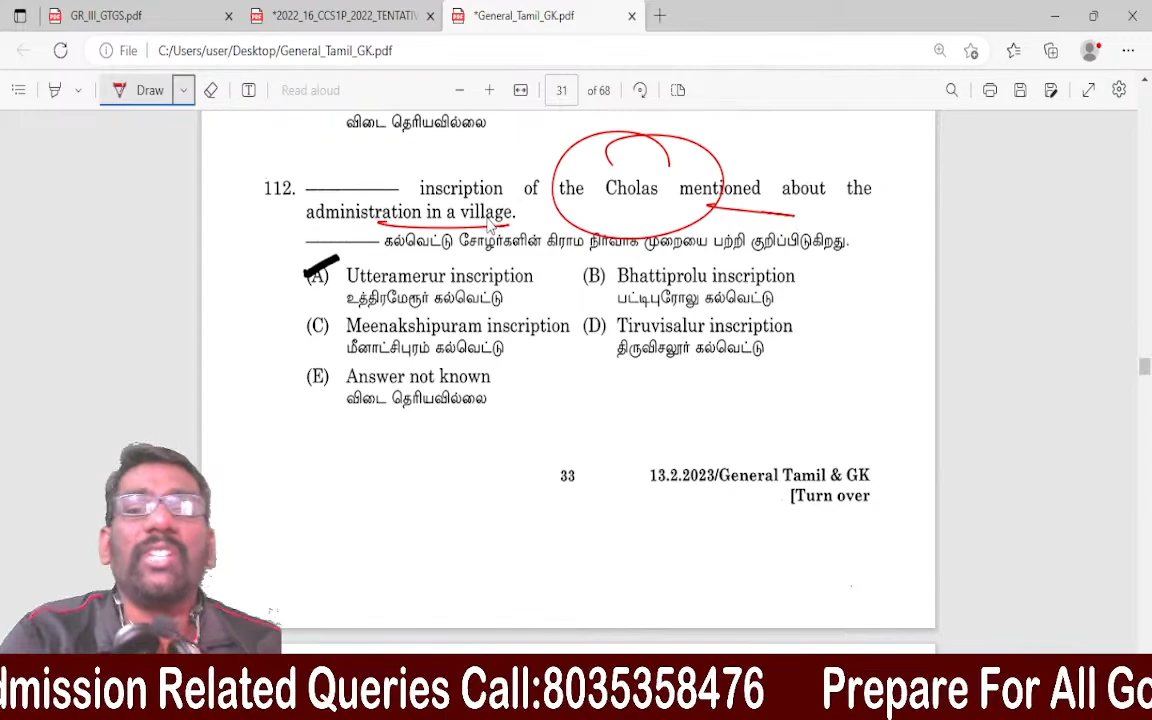 GR_III_GTGS.pdf
*2022_16_CCS1P_2022_TENTATIV
*General_Tamil_GK.pdf
File
C:/Users/user/Desktop/General_Tamil_GK.pdf
Draw
Read aloud
31 of 68
விடை தெரியவில்லை
112. ———— inscription of the Cholas mentioned about the
administration in a village.
———— கல்வெட்டு சோழர்களின் கிராம நிர்வாக முறையை பற்றி குறிப்பிடுகிறது.
(A) Utteramerur inscription (B) Bhattiprolu inscription
உத்திரமேரூர் கல்வெட்டு பட்டிபுரோலு கல்வெட்டு
(C) Meenakshipuram inscription (D) Tiruvisalur inscription
மீனாட்சிபுரம் கல்வெட்டு திருவிசலூர் கல்வெட்டு
(E) Answer not known
விடை தெரியவில்லை
33 13.2.2023/General Tamil & GK
[Turn over
dmission Related Queries Call:8035358476 Prepare For All Go